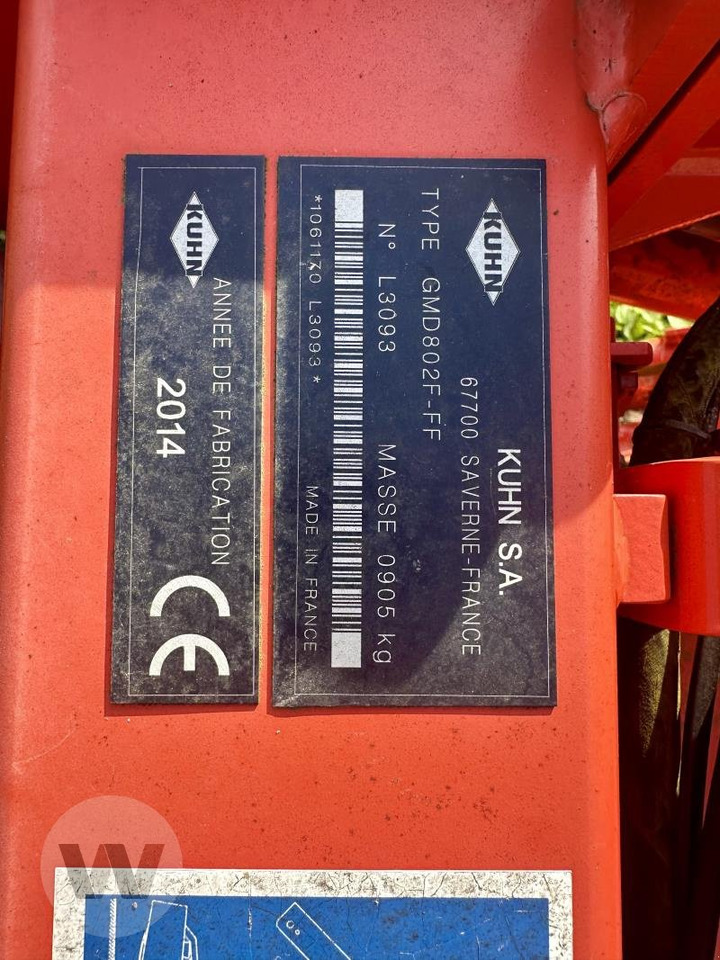 KUHN
KUHN S.A.
67700 SAVERNE-FRANCE
TYPE GMD802F-FF
N° L3093 MASSE 0905 kg
*1061170 L3093* MADE IN FRANCE
KUHN
ANNEE DE FABRICATION
2014
CE
W